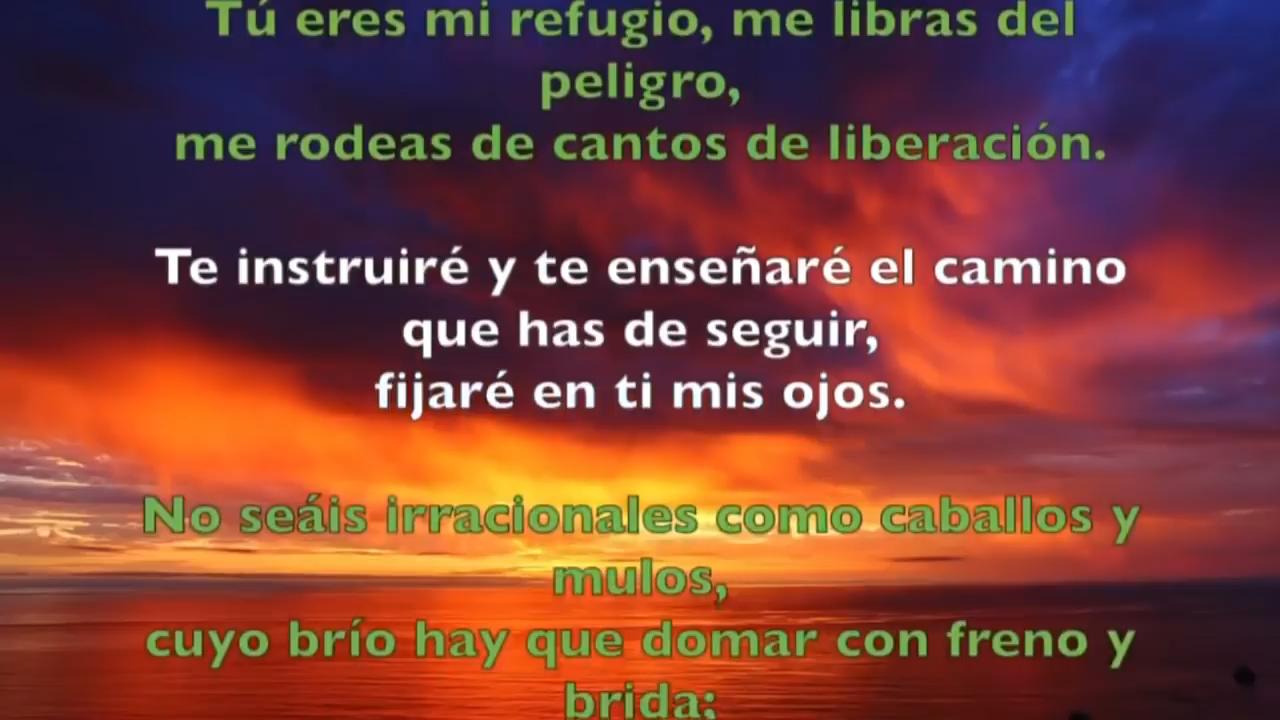 Tú eres mi refugio, me libras del
peligro,
me rodeas de cantos de liberación.
Te instruiré y te enseñaré el camino
que has de seguir,
fijaré en ti mis ojos.
No seáis irracionales como caballos y
mulos,
cuyo brío hay que domar con freno y
brida;